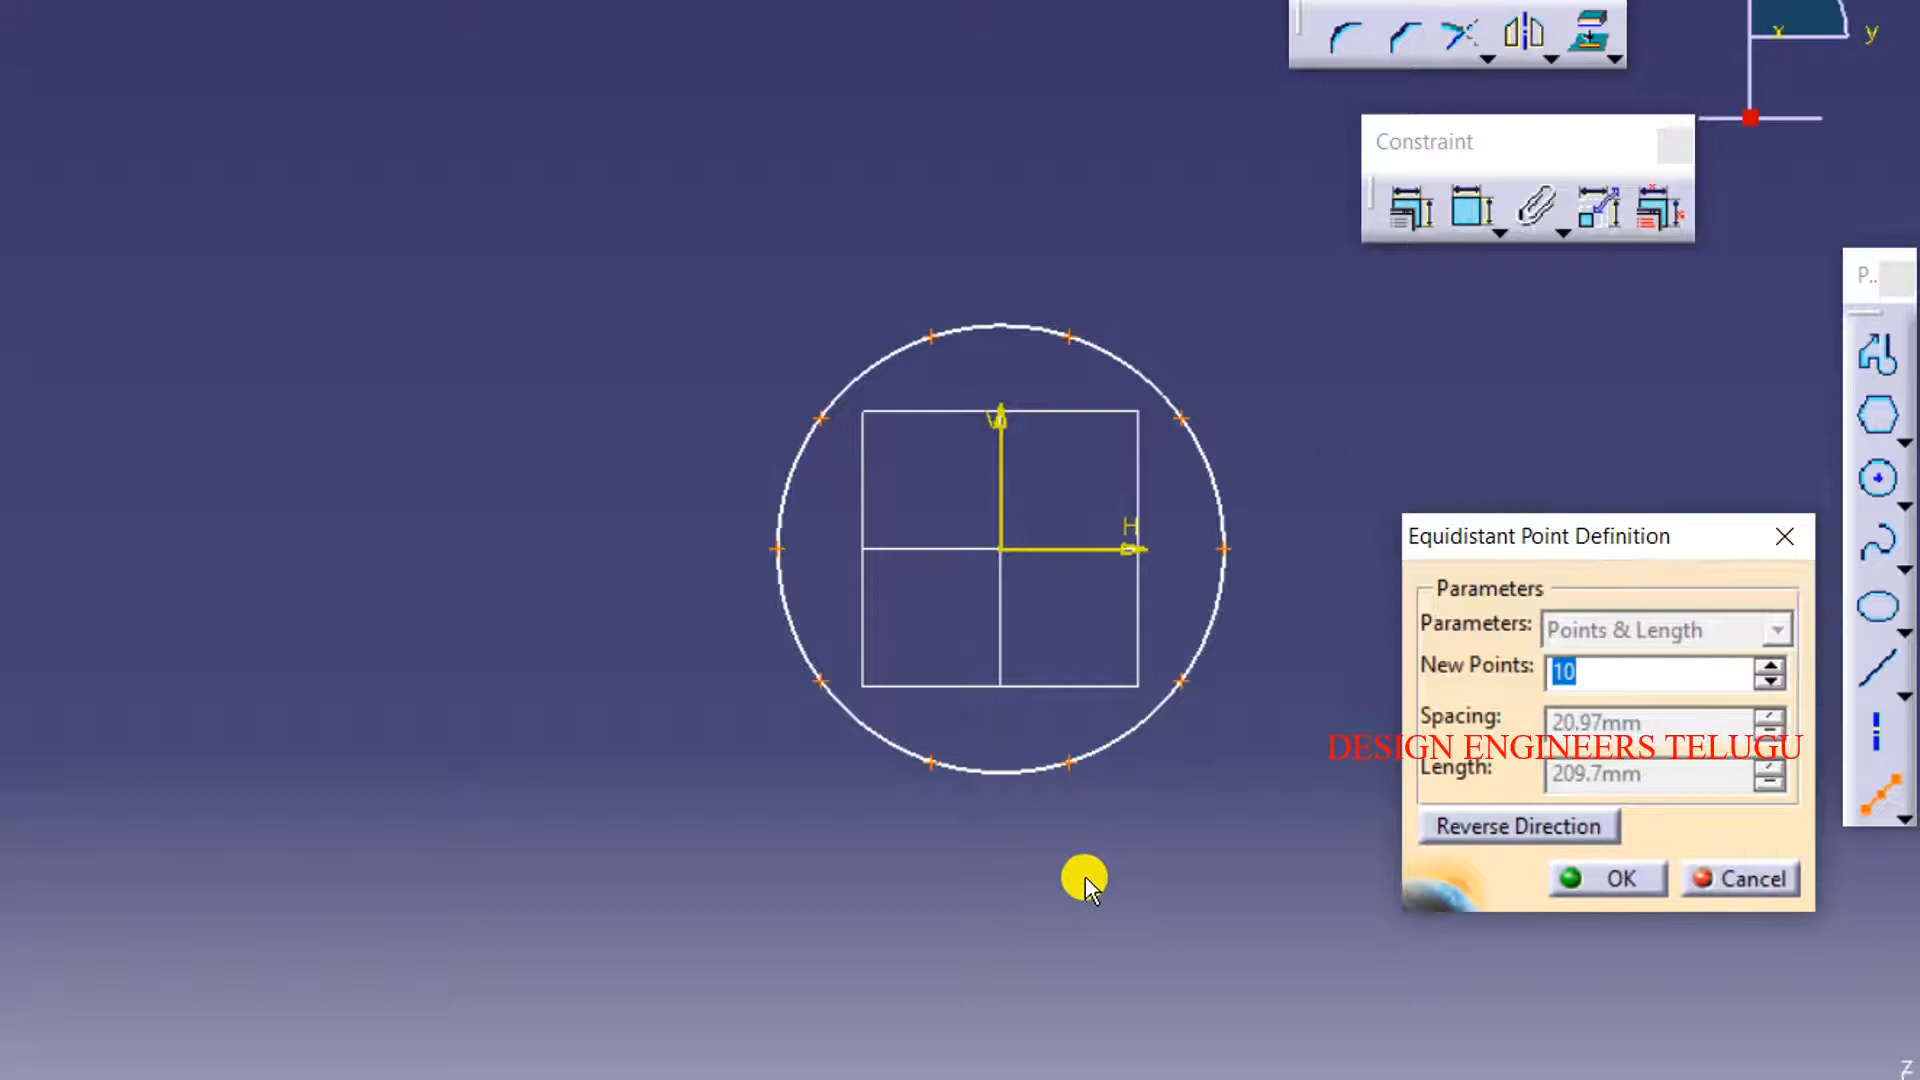 x y
Constraint
P..
V
H
Equidistant Point Definition
Parameters
Parameters: Points & Length
New Points: 10
Spacing: 20.97mm
DESIGN ENGINEERS TELUGU
Length: 209.7mm
Reverse Direction
OK Cancel
z